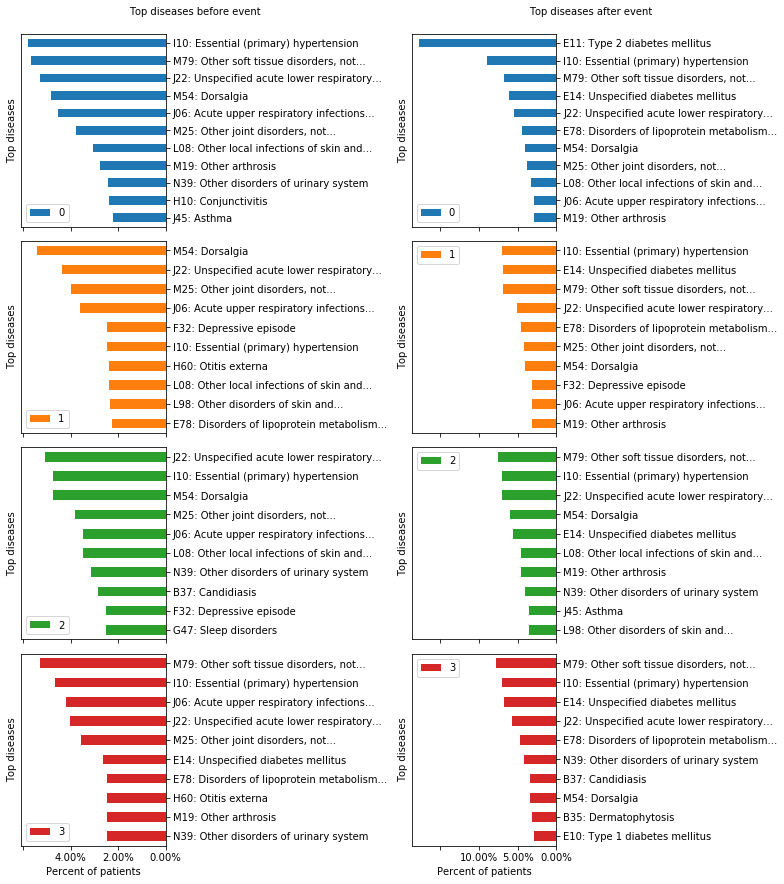 Top diseases before event
Top diseases after event
Top diseases
I10: Essential (primary) hypertension
M79: Other soft tissue disorders, not...
J22: Unspecified acute lower respiratory...
M54: Dorsalgia
J06: Acute upper respiratory infections...
M25: Other joint disorders, not...
L08: Other local infections of skin and...
M19: Other arthrosis
N39: Other disorders of urinary system
H10: Conjunctivitis
J45: Asthma
0
Top diseases
E11: Type 2 diabetes mellitus
I10: Essential (primary) hypertension
M79: Other soft tissue disorders, not...
E14: Unspecified diabetes mellitus
J22: Unspecified acute lower respiratory...
E78: Disorders of lipoprotein metabolism...
M54: Dorsalgia
M25: Other joint disorders, not...
L08: Other local infections of skin and...
J06: Acute upper respiratory infections...
M19: Other arthrosis
0
Top diseases
M54: Dorsalgia
J22: Unspecified acute lower respiratory...
M25: Other joint disorders, not...
J06: Acute upper respiratory infections...
F32: Depressive episode
I10: Essential (primary) hypertension
H60: Otitis externa
L08: Other local infections of skin and...
L98: Other disorders of skin and...
E78: Disorders of lipoprotein metabolism...
1
Top diseases
1
I10: Essential (primary) hypertension
E14: Unspecified diabetes mellitus
M79: Other soft tissue disorders, not...
J22: Unspecified acute lower respiratory...
E78: Disorders of lipoprotein metabolism...
M25: Other joint disorders, not...
M54: Dorsalgia
F32: Depressive episode
J06: Acute upper respiratory infections...
M19: Other arthrosis
Top diseases
J22: Unspecified acute lower respiratory...
I10: Essential (primary) hypertension
M54: Dorsalgia
M25: Other joint disorders, not...
J06: Acute upper respiratory infections...
L08: Other local infections of skin and...
N39: Other disorders of urinary system
B37: Candidiasis
F32: Depressive episode
G47: Sleep disorders
2
Top diseases
2
M79: Other soft tissue disorders, not...
I10: Essential (primary) hypertension
J22: Unspecified acute lower respiratory...
M54: Dorsalgia
E14: Unspecified diabetes mellitus
L08: Other local infections of skin and...
M19: Other arthrosis
N39: Other disorders of urinary system
J45: Asthma
L98: Other disorders of skin and...
Top diseases
M79: Other soft tissue disorders, not...
I10: Essential (primary) hypertension
J06: Acute upper respiratory infections...
J22: Unspecified acute lower respiratory...
M25: Other joint disorders, not...
E14: Unspecified diabetes mellitus
E78: Disorders of lipoprotein metabolism...
H60: Otitis externa
M19: Other arthrosis
N39: Other disorders of urinary system
3
4.00% 2.00% 0.00%
Percent of patients
Top diseases
3
M79: Other soft tissue disorders, not...
I10: Essential (primary) hypertension
E14: Unspecified diabetes mellitus
J22: Unspecified acute lower respiratory...
E78: Disorders of lipoprotein metabolism...
N39: Other disorders of urinary system
B37: Candidiasis
M54: Dorsalgia
B35: Dermatophytosis
E10: Type 1 diabetes mellitus
10.00% 5.00% 0.00%
Percent of patients